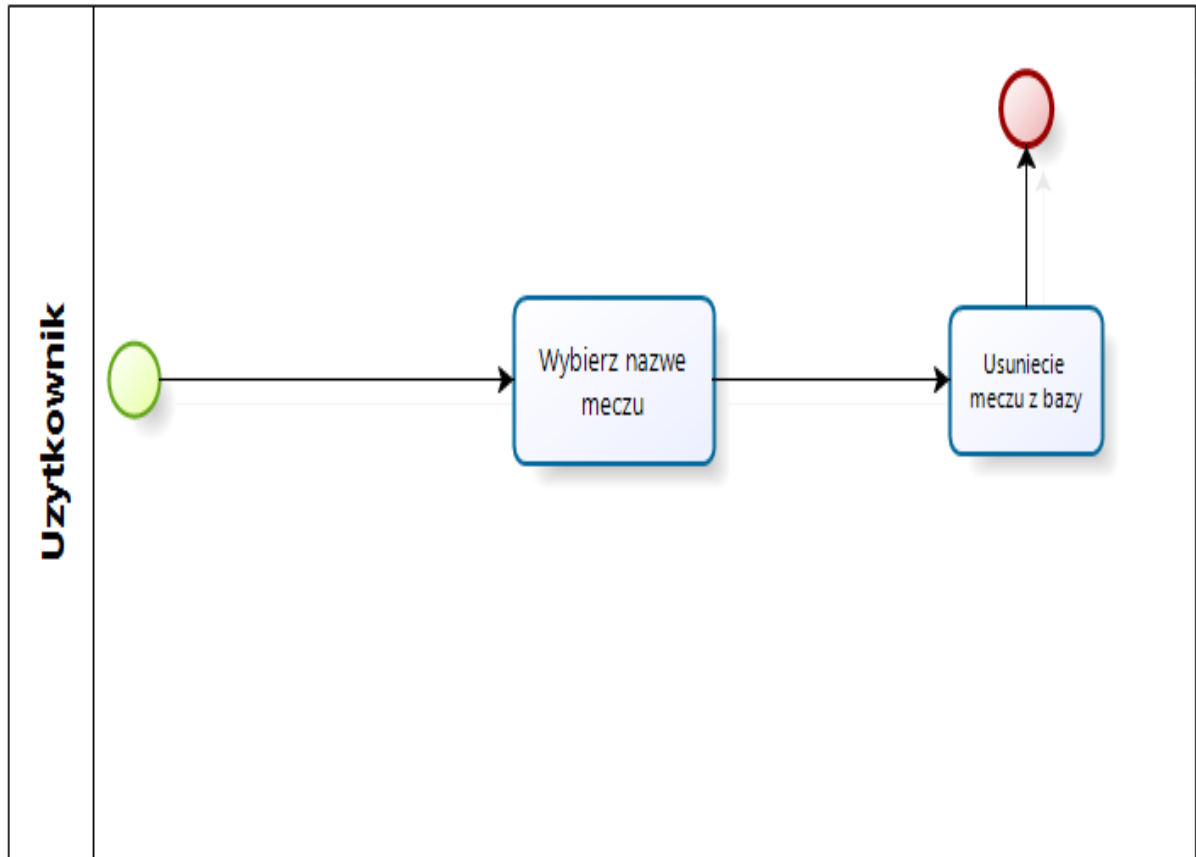 Uzytkownik
Wybierz nazwe
meczu
Usuniecie
meczu z bazy